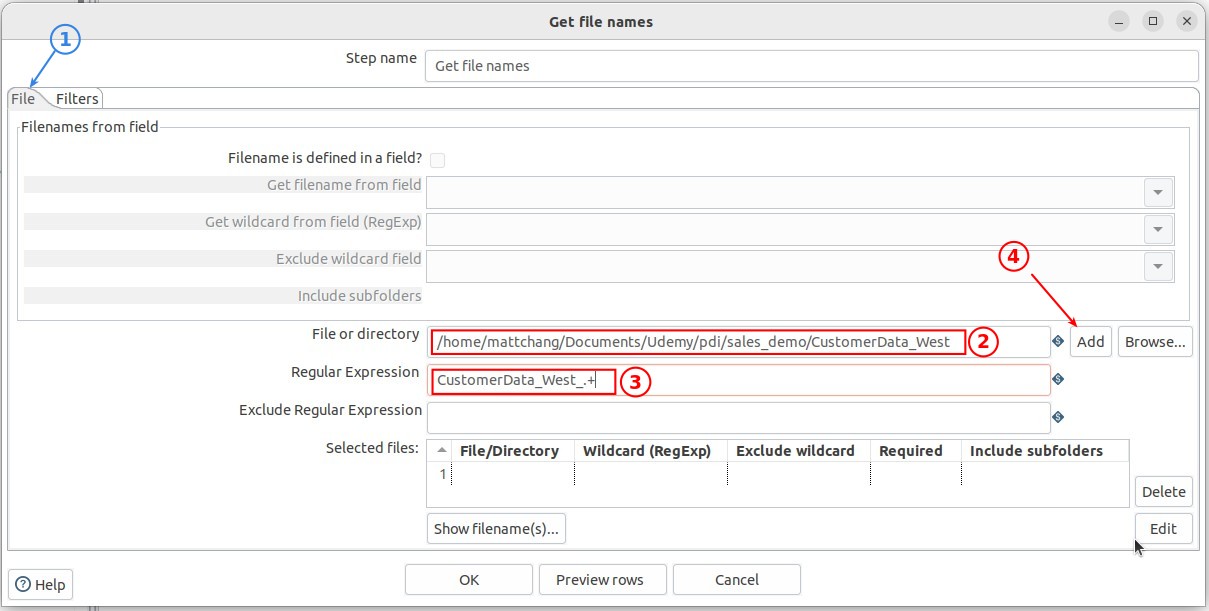 Get file names
1
Step name
Get file names
File Filters
Filenames from field
Filename is defined in a field?
Get filename from field
Get wildcard from field (RegExp)
Exclude wildcard field
4
Include subfolders
File or directory
/home/mattchang/Documents/Udemy/pdi/sales_demo/CustomerData_West
2
Add
Browse...
Regular Expression
CustomerData_West_.+
3
Exclude Regular Expression
Selected files:
File/Directory Wildcard (RegExp) Exclude wildcard Required Include subfolders
1
Delete
Show filename(s)...
Edit
Help
OK
Preview rows
Cancel